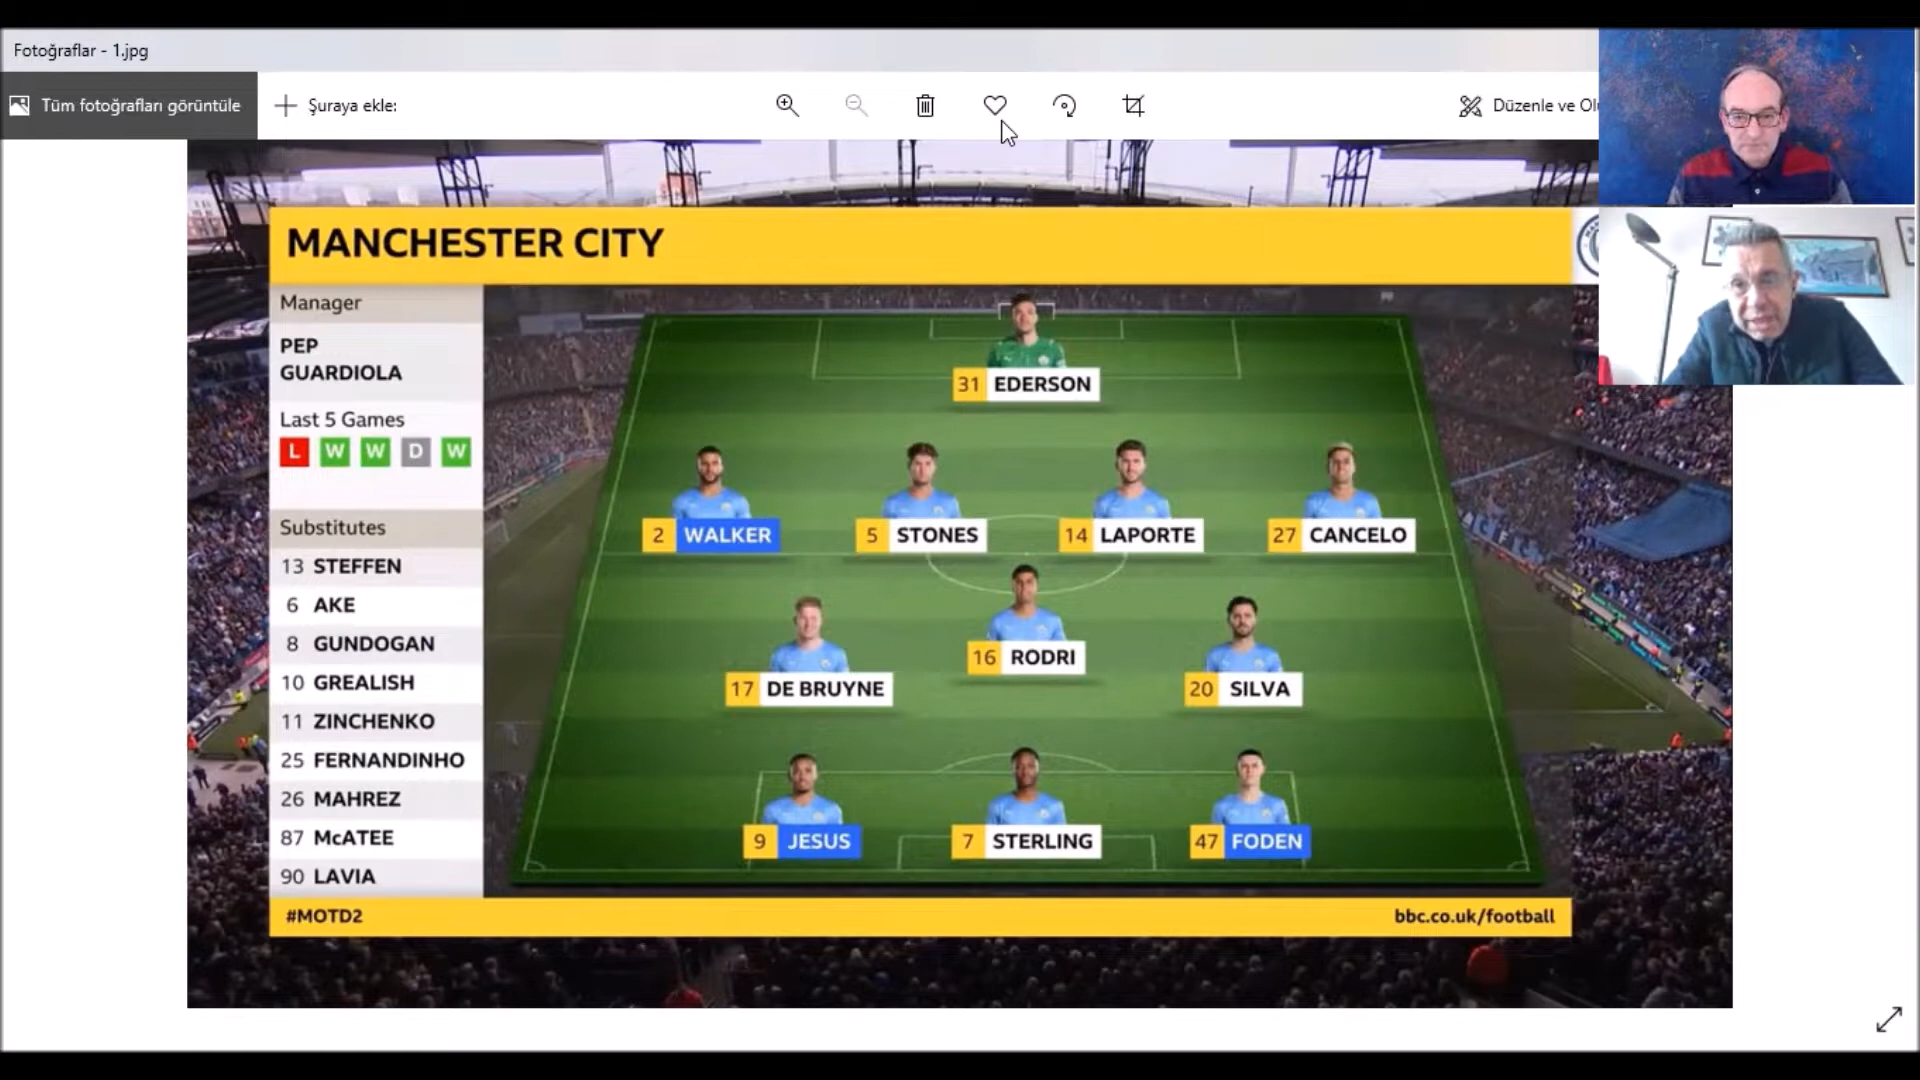 Fotoğraflar - 1.jpg
Tüm fotoğrafları görüntüle
Şuraya ekle:
Düzenle ve Ol
MANCHESTER CITY
Manager
PEP
GUARDIOLA
Last 5 Games
L W W D W
Substitutes
13 STEFFEN
6 AKE
8 GUNDOGAN
10 GREALISH
11 ZINCHENKO
25 FERNANDINHO
26 MAHREZ
87 McATEE
90 LAVIA
31 EDERSON
2 WALKER
5 STONES
14 LAPORTE
27 CANCELO
17 DE BRUYNE
16 RODRI
20 SILVA
9 JESUS
7 STERLING
47 FODEN
#MOTD2
bbc.co.uk/football